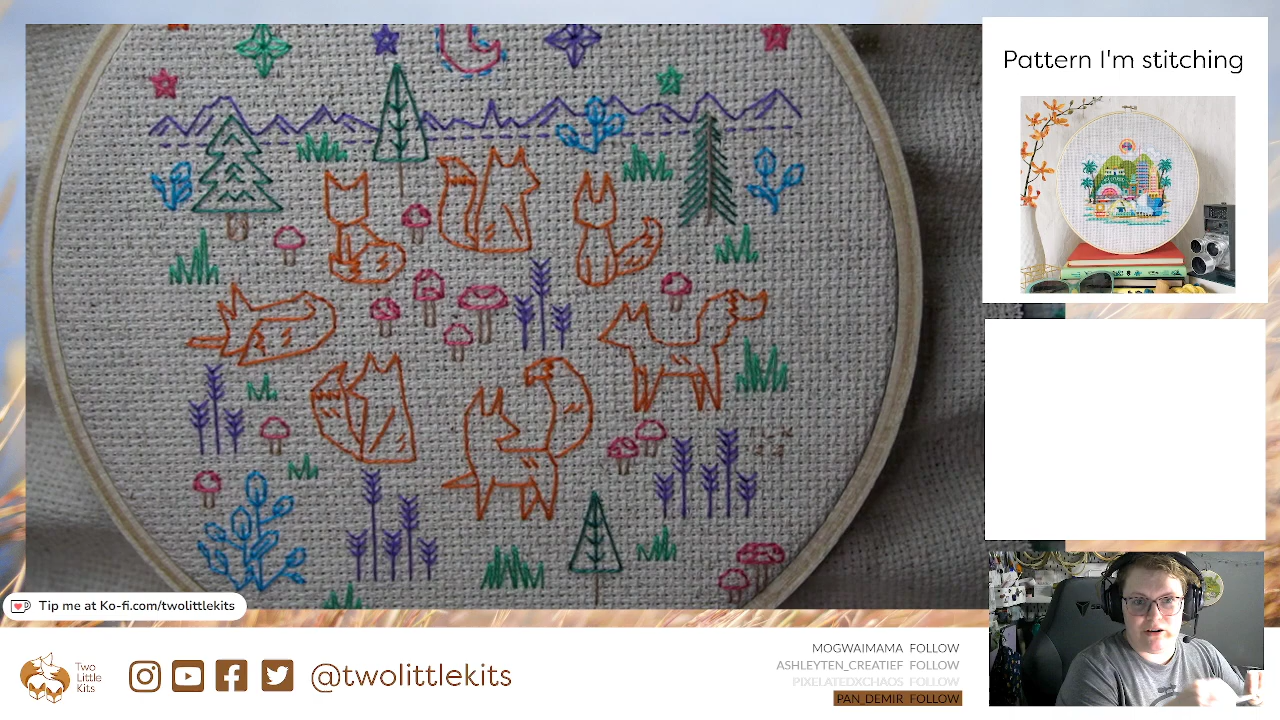 Pattern I'm stitching
Tip me at Ko-fi.com/twolittlekits
Two
Little
Kits
@twolittlekits
MOGWAIMAMA FOLLOW
ASHLEYTEN_CREATIEF FOLLOW
PIXELATEDXCHAOS FOLLOW
PAN_DEMIR FOLLOW